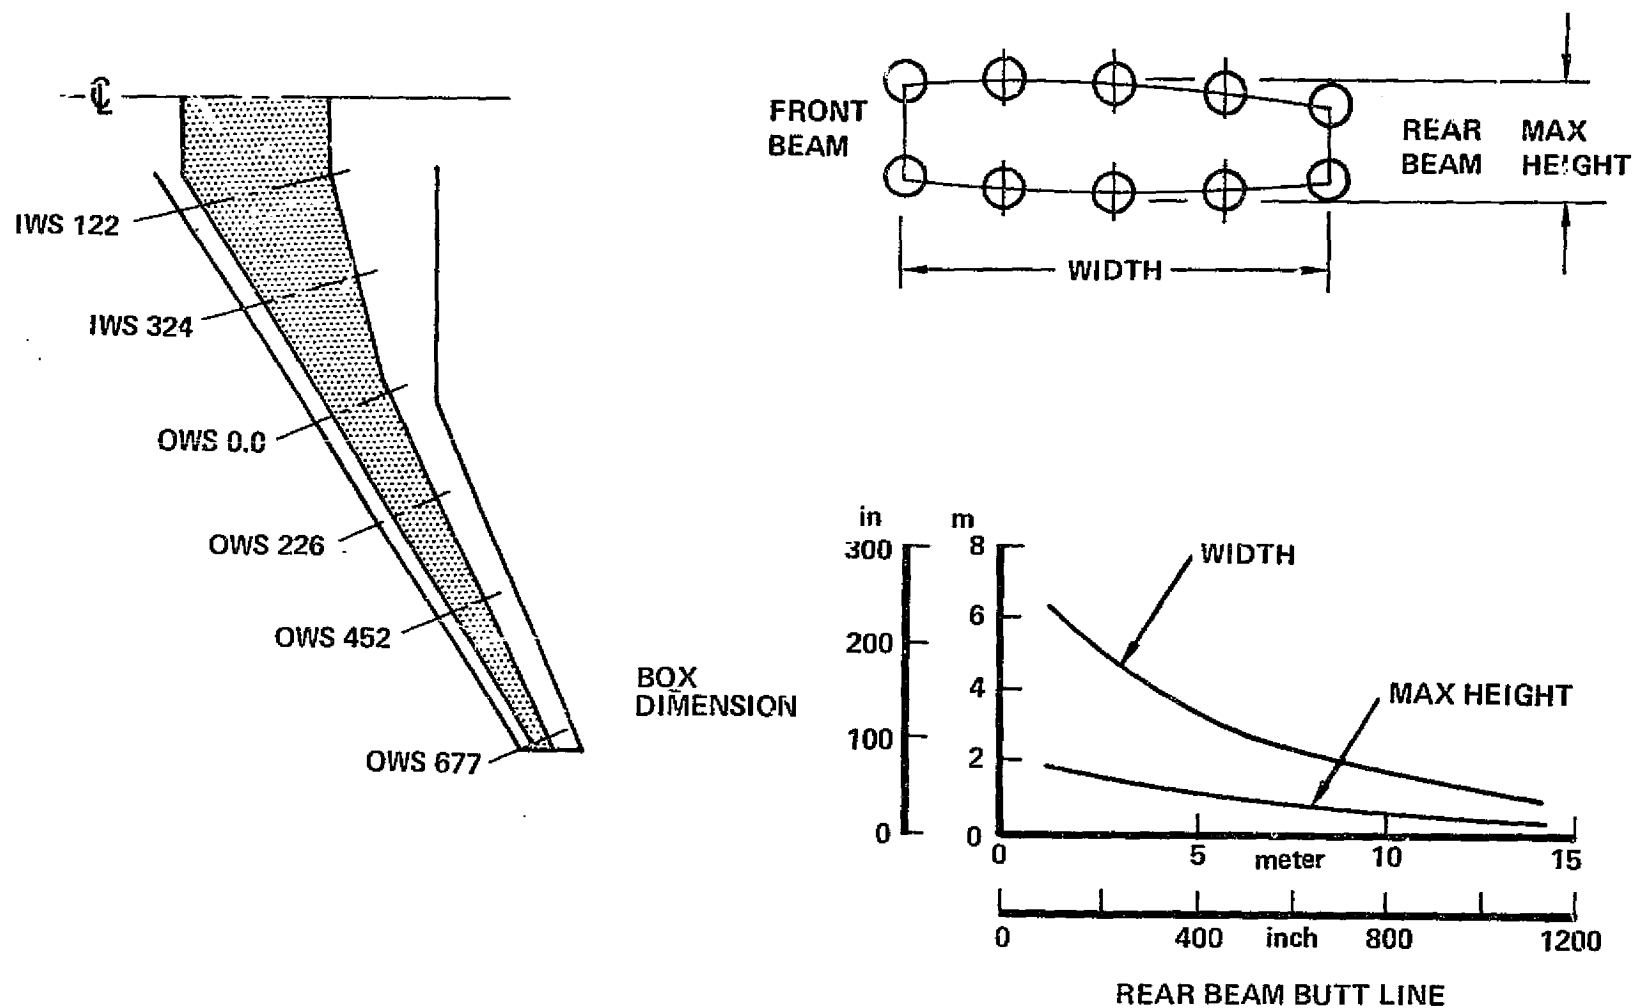 ℄
IWS 122
IWS 324
OWS 0.0
OWS 226
OWS 452
OWS 677
FRONT
BEAM
REAR
BEAM
MAX
HEIGHT
WIDTH
BOX
DIMENSION
in
m
300
200
100
0
8
6
4
2
0
WIDTH
MAX HEIGHT
0
5
meter
10
15
0
400
inch
800
1200
REAR BEAM BUTT LINE